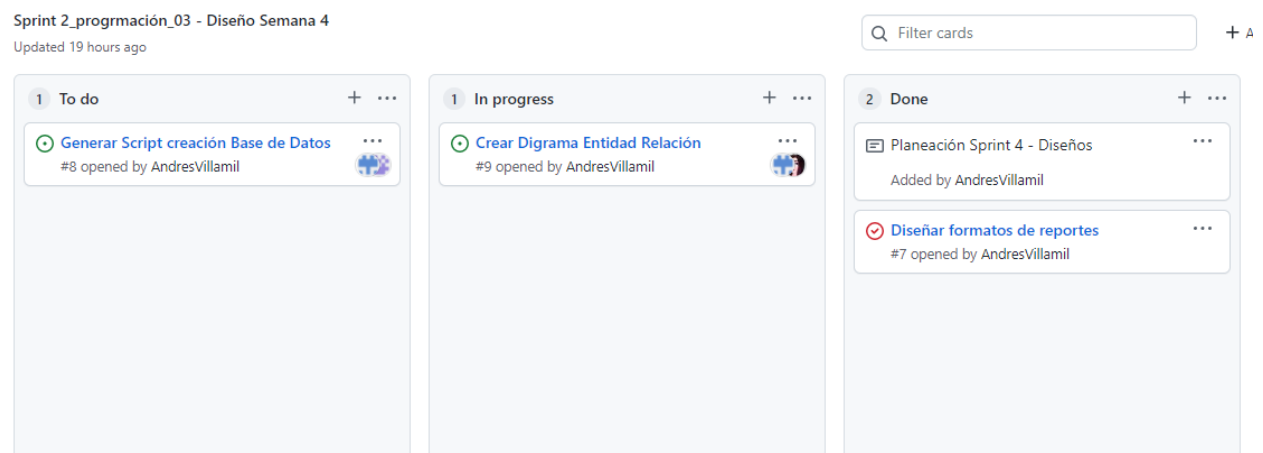 Sprint 2_progrmación_03 - Diseño Semana 4
Updated 19 hours ago
Filter cards
+ A
1 To do
Generar Script creación Base de Datos
#8 opened by AndresVillamil
1 In progress
Crear Digrama Entidad Relación
#9 opened by AndresVillamil
2 Done
Planeación Sprint 4 - Diseños
Added by AndresVillamil
Diseñar formatos de reportes
#7 opened by AndresVillamil